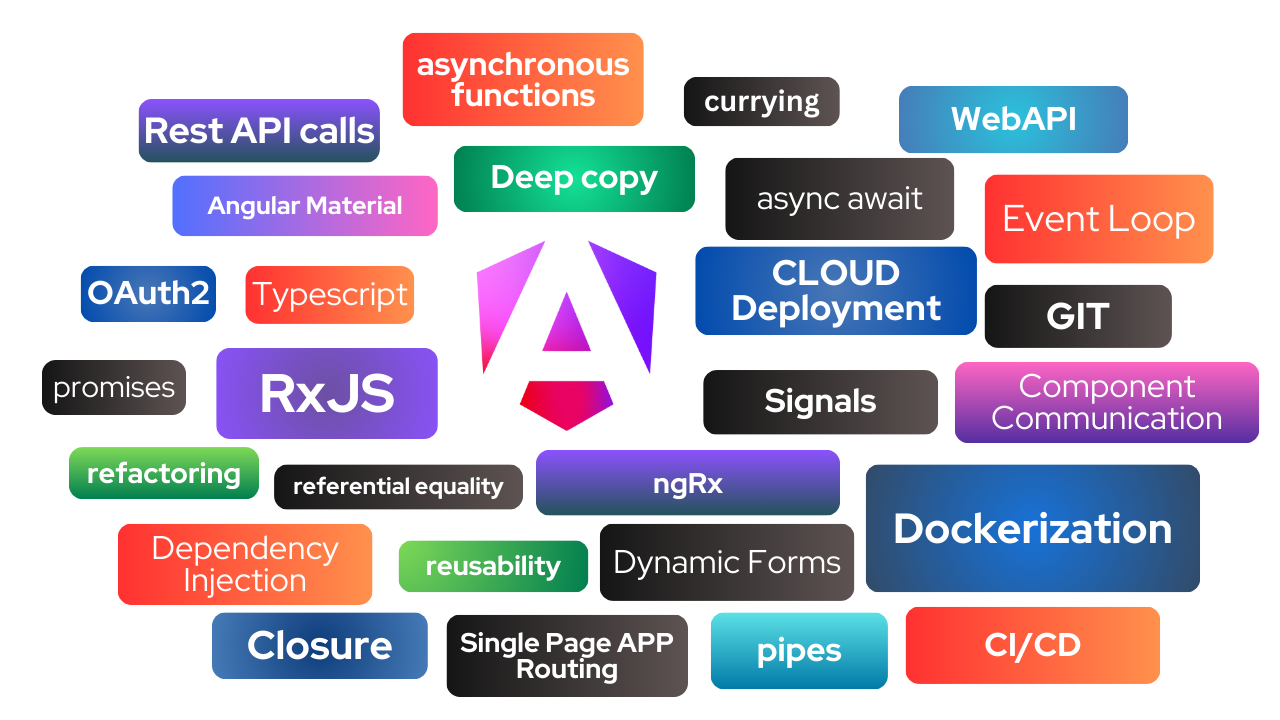 asynchronous
functions
currying
WebAPI
Rest API calls
Deep copy
async await
Angular Material
Event Loop
CLOUD
Deployment
OAuth2
Typescript
GIT
promises
RxJS
Signals
Component
Communication
refactoring
referential equality
ngRx
Dockerization
Dependency
Injection
reusability
Dynamic Forms
Closure
Single Page APP
Routing
pipes
CI/CD